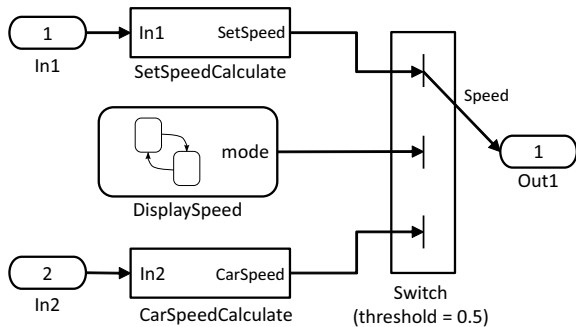 1
In1
In1 SetSpeed
SetSpeedCalculate
mode
DisplaySpeed
2
In2
In2 CarSpeed
CarSpeedCalculate
Switch
(threshold = 0.5)
Speed
1
Out1